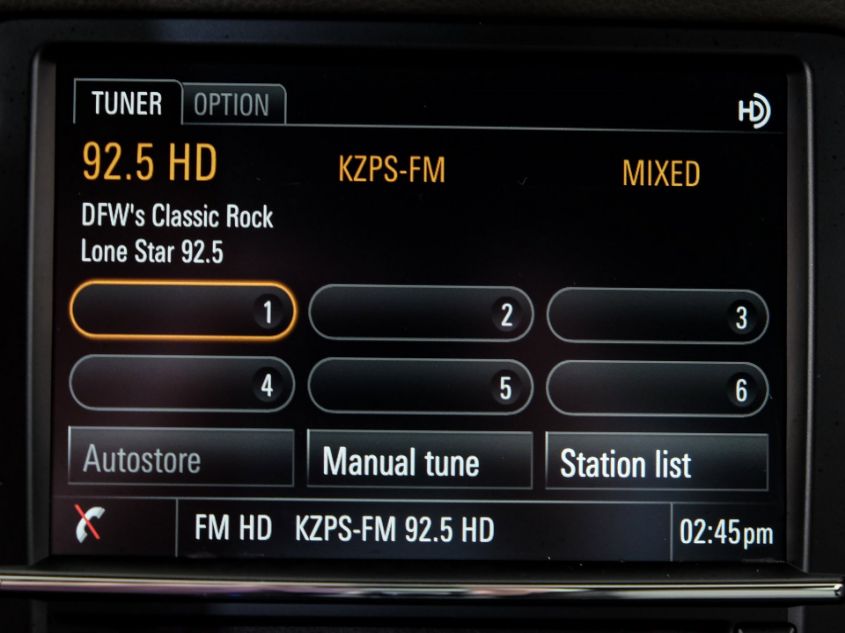 TUNER OPTION HD
92.5 HD KZPS-FM MIXED
DFW's Classic Rock
Lone Star 92.5
1 2 3
4 5 6
Autostore Manual tune Station list
FM HD KZPS-FM 92.5 HD 02:45pm